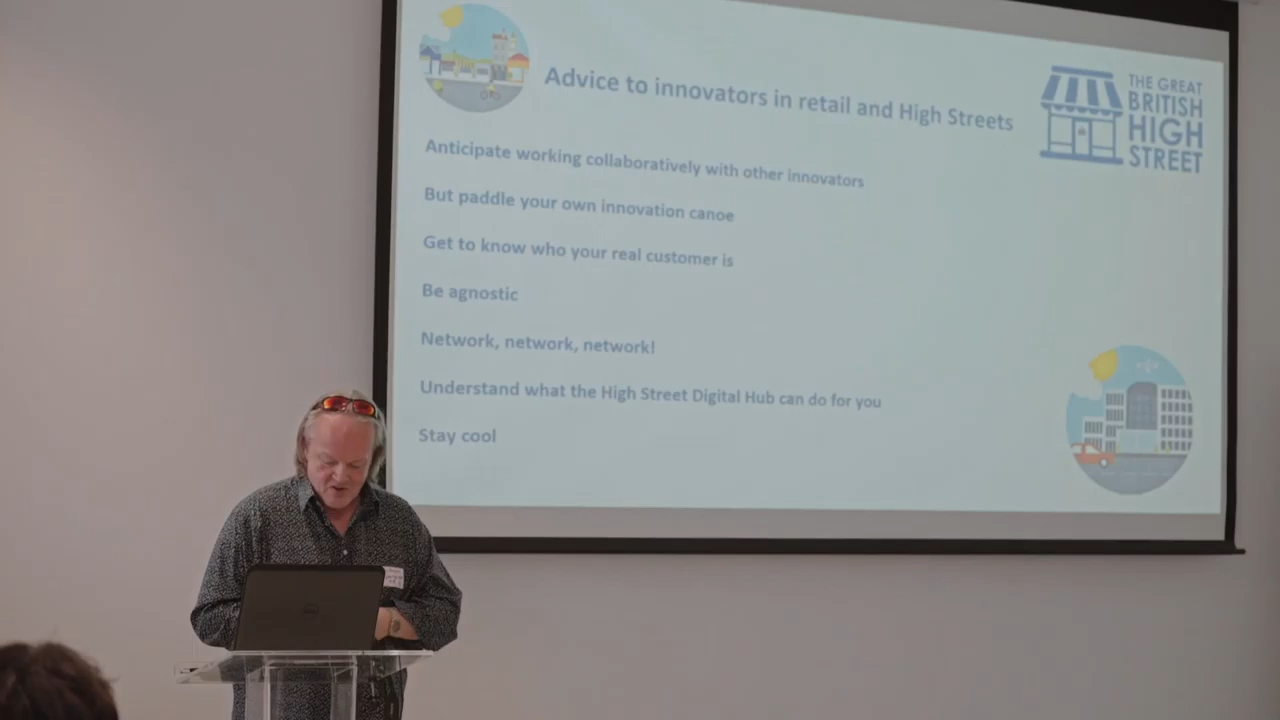 Advice to innovators in retail and High Streets
THE GREAT
BRITISH
HIGH
STREET
Anticipate working collaboratively with other innovators
But paddle your own innovation canoe
Get to know who your real customer is
Be agnostic
Network, network, network!
Understand what the High Street Digital Hub can do for you
Stay cool